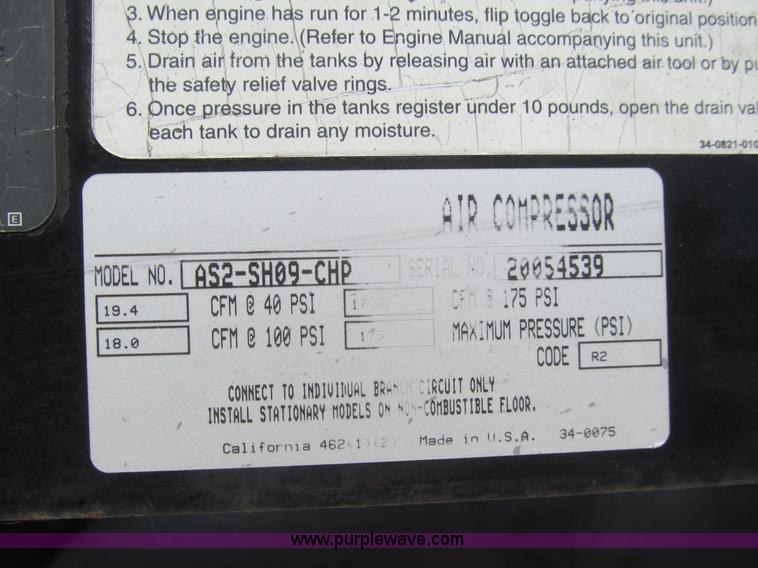 3. When engine has run for 1-2 minutes, flip toggle back to original position
4. Stop the engine. (Refer to Engine Manual accompanying this unit.)
5. Drain air from the tanks by releasing air with an attached air tool or by pu
the safety relief valve rings.
6. Once pressure in the tanks register under 10 pounds, open the drain val
each tank to drain any moisture.
34-0821-010
E
AIR COMPRESSOR
MODEL NO. AS2-SH09-CHP SERIAL NO. 20054539
19.4 CFM @ 40 PSI 17.2 CFM @ 175 PSI
18.0 CFM @ 100 PSI 175 MAXIMUM PRESSURE (PSI)
CODE R2
CONNECT TO INDIVIDUAL BRANCH CIRCUIT ONLY
INSTALL STATIONARY MODELS ON NON-COMBUSTIBLE FLOOR.
California 462(1)(2) Made in U.S.A. 34-0075
www.purplewave.com